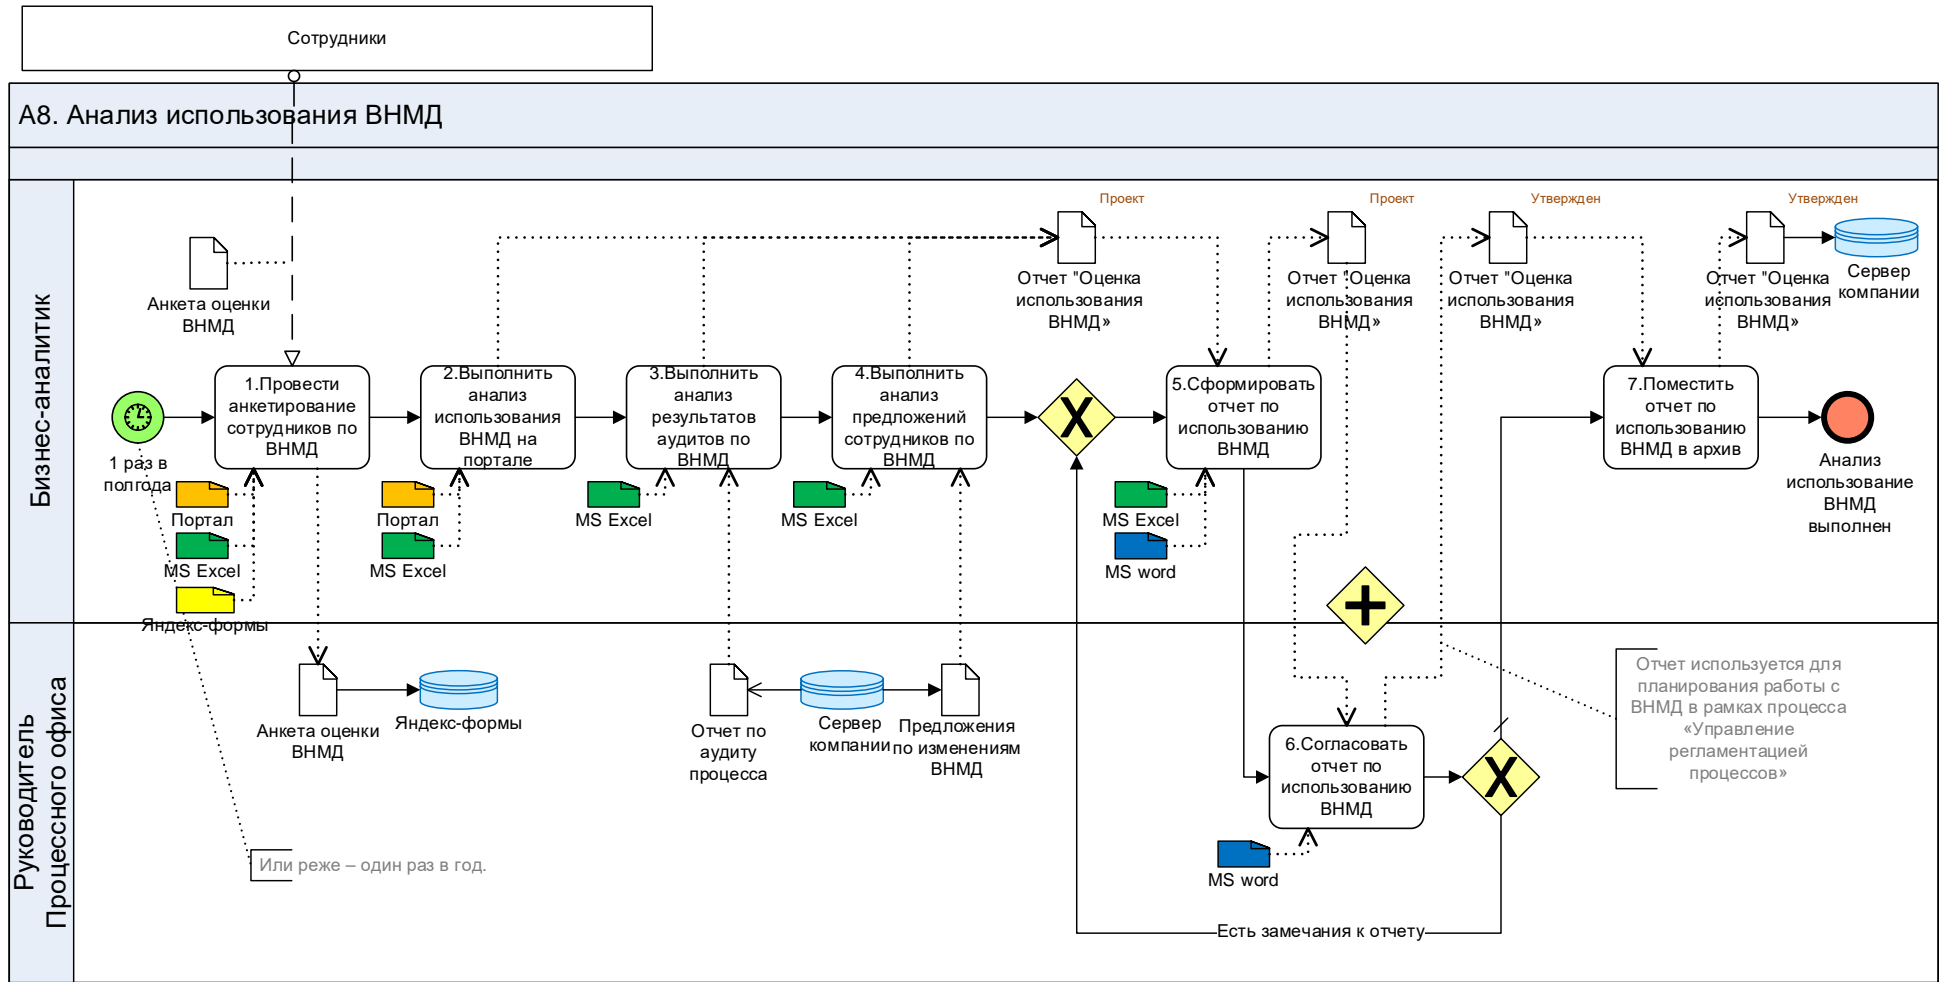 Сотрудники
А8. Анализ использования ВНМД
Бизнес-аналитик
Проект
Проект
Утвержден
Утвержден
Анкета оценки
ВНМД
Отчет "Оценка
использования
ВНМД»
Отчет "Оценка
использования
ВНМД»
Отчет "Оценка
использования
ВНМД»
Отчет "Оценка
использования
ВНМД»
Сервер
компании
1 раз в
полгода
1.Провести
анкетирование
сотрудников по
ВНМД
2.Выполнить
анализ
использования
ВНМД на
портале
3.Выполнить
анализ
результатов
аудитов по
ВНМД
4.Выполнить
анализ
предложений
сотрудников по
ВНМД
X
5.Сформировать
отчет по
использованию
ВНМД
7.Поместить
отчет по
использованию
ВНМД в архив
Анализ
использование
ВНМД
выполнен
Портал
MS Excel
Яндекс-формы
Портал
MS Excel
MS Excel
MS Excel
MS Excel
MS word
Руководитель
Процессного офиса
Анкета оценки
ВНМД
Яндекс-формы
Отчет по
аудиту
процесса
Сервер
компании
Предложения
по изменениям
ВНМД
6.Согласовать
отчет по
использованию
ВНМД
X
MS word
Отчет используется для
планирования работы с
ВНМД в рамках процесса
«Управление
регламентацией
процессов»
Или реже – один раз в год.
Есть замечания к отчету